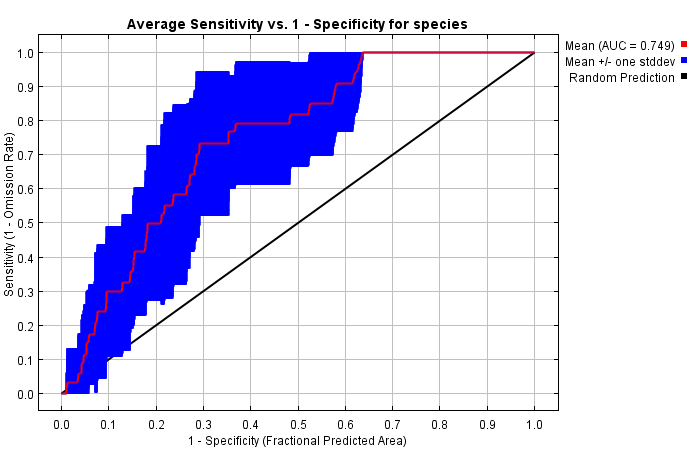 Average Sensitivity vs. 1 - Specificity for species
Mean (AUC = 0.749)
Mean +/- one stddev
Random Prediction
Sensitivity (1 - Omission Rate)
1.0
0.9
0.8
0.7
0.6
0.5
0.4
0.3
0.2
0.1
0.0
0.0 0.1 0.2 0.3 0.4 0.5 0.6 0.7 0.8 0.9 1.0
1 - Specificity (Fractional Predicted Area)